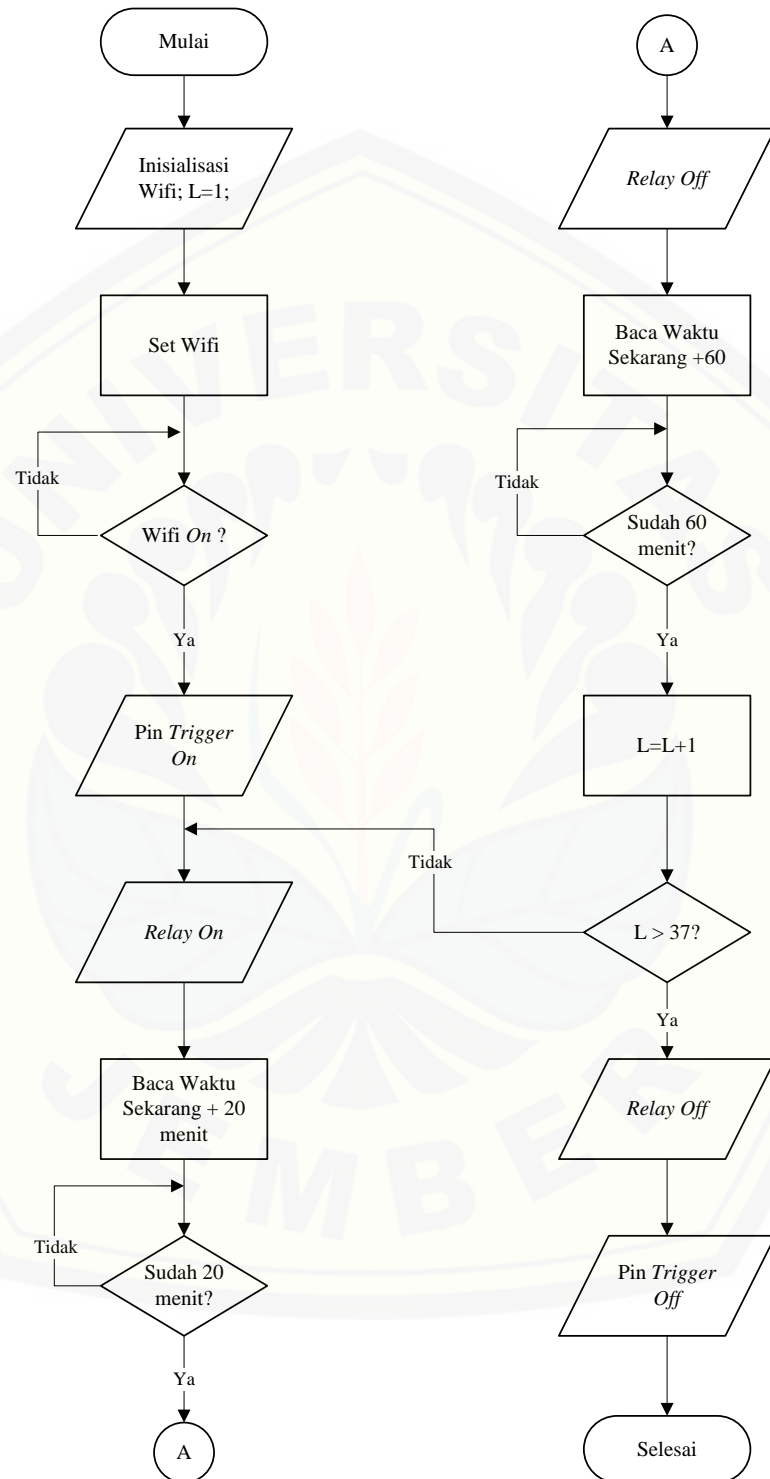 Mulai
Inisialisasi
Wifi; L=1;
Set Wifi
Tidak
Wifi On ?
Ya
Pin Trigger
On
Relay On
Baca Waktu
Sekarang + 20
menit
Tidak
Sudah 20
menit?
Ya
A
A
Relay Off
Baca Waktu
Sekarang +60
Tidak
Sudah 60
menit?
Ya
L=L+1
Tidak
L > 37?
Ya
Relay Off
Pin Trigger
Off
Selesai
UNIVERSITAS
JEMBER